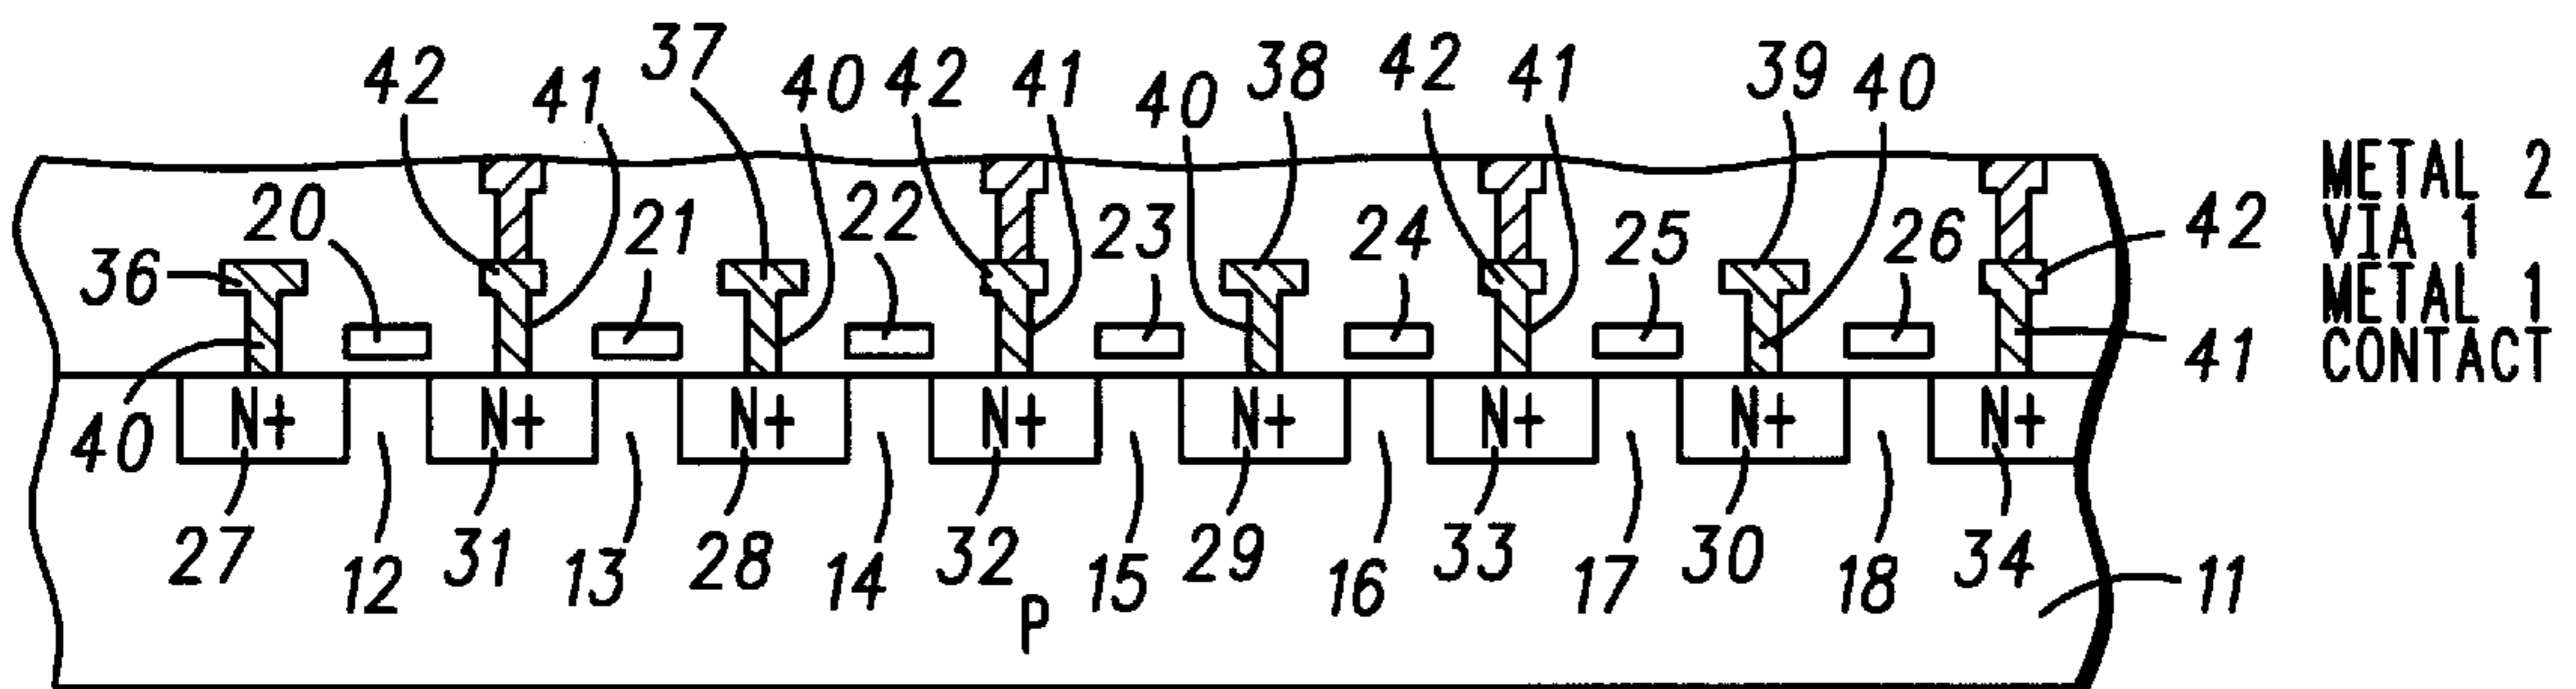 42 41 37 40 42 41 40 38 42 41 39 40
METAL 2
36 20 21 22 23 24 25 26 42
VIA 1
METAL 1
41
CONTACT
40 N+ N+ N+ N+ N+ N+ N+ N+
27 12 31 13 28 14 32 15 29 16 33 17 30 18 34 11
P